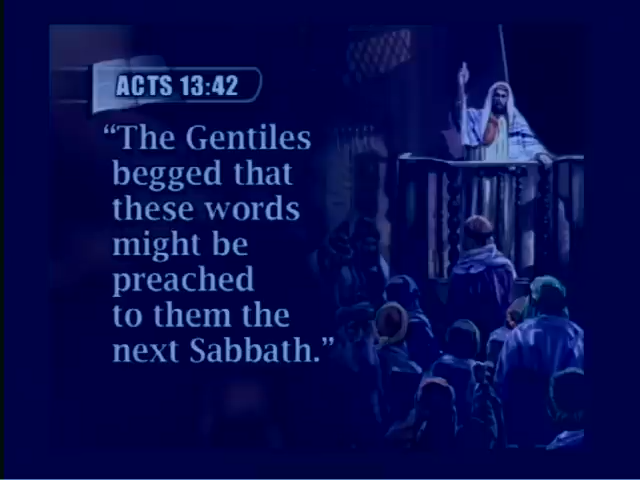 ACTS 13:42
“The Gentiles
begged that
these words
might be
preached
to them the
next Sabbath.”